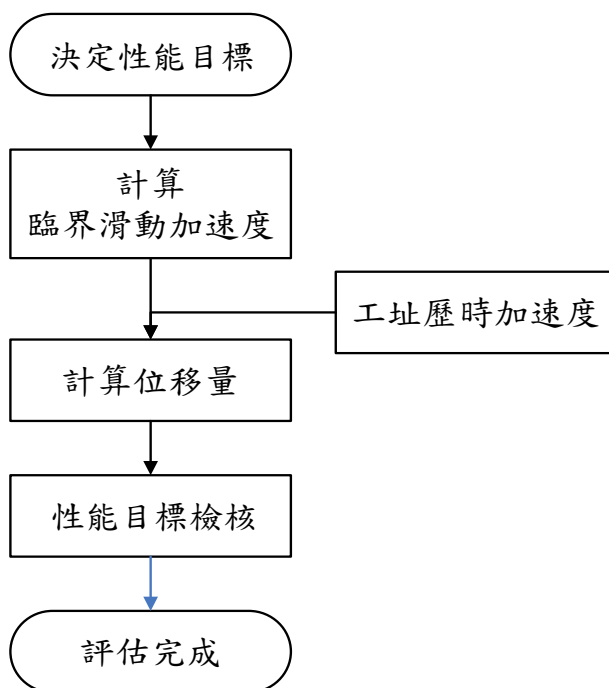 決定性能目標
計算
臨界滑動加速度
工址歷時加速度
計算位移量
性能目標檢核
評估完成